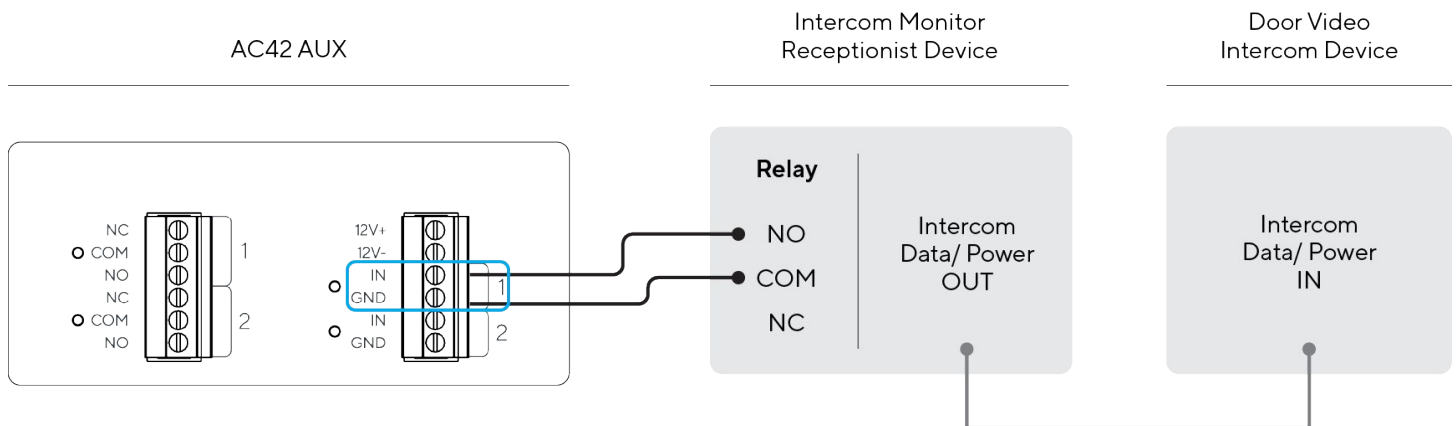 AC42 AUX
Intercom Monitor
Receptionist Device
Door Video
Intercom Device
NC
COM
NO
NC
COM
NO
1
2
12V+
12V-
IN
GND
IN
GND
1
2
Relay
NO
COM
NC
Intercom
Data/ Power
OUT
Intercom
Data/ Power
IN